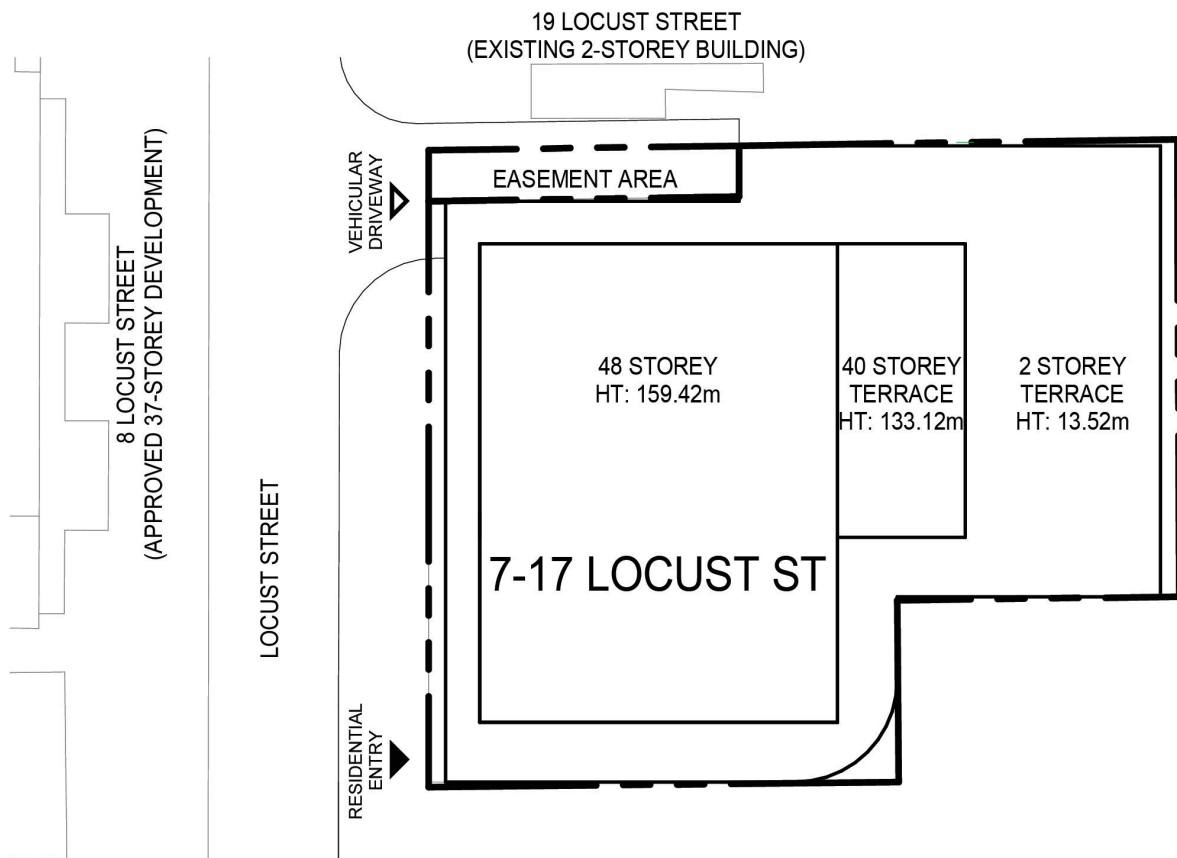 19 LOCUST STREET
(EXISTING 2-STOREY BUILDING)
VEHICULAR
DRIVEWAY
EASEMENT AREA
8 LOCUST STREET
(APPROVED 37-STOREY DEVELOPMENT)
48 STOREY
HT: 159.42m
40 STOREY
TERRACE
HT: 133.12m
2 STOREY
TERRACE
HT: 13.52m
LOCUST STREET
7-17 LOCUST ST
RESIDENTIAL
ENTRY